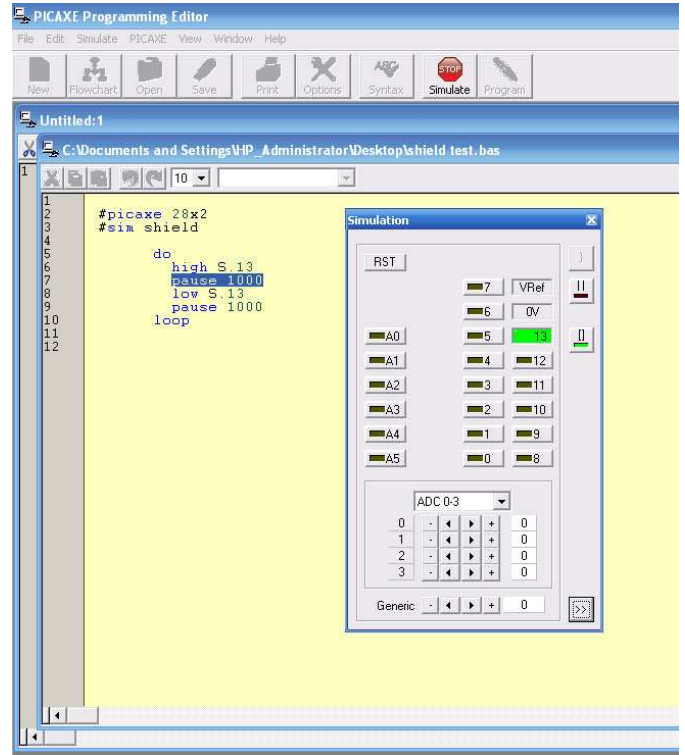 PICAXE Programming Editor
File Edit Simulate PICAXE View Window Help
New Flowchart Open Save Print Options Syntax Simulate Program
ABC STOP
Untitled:1
C:\Documents and Settings\HP_Administrator\Desktop\shield test.bas
1
10
1
2 #picaxe 28x2
3 #sim shield
4
5 do
6 high S.13
7 pause 1000
8 low S.13
9 pause 1000
10 loop
11
12
Simulation
RST
7 VRef
6 0V
A0 5 13
A1 4 12
A2 3 11
A3 2 10
A4 1 9
A5 0 8
ADC 0-3
0 - + 0
1 - + 0
2 - + 0
3 - + 0
Generic - + 0
>>